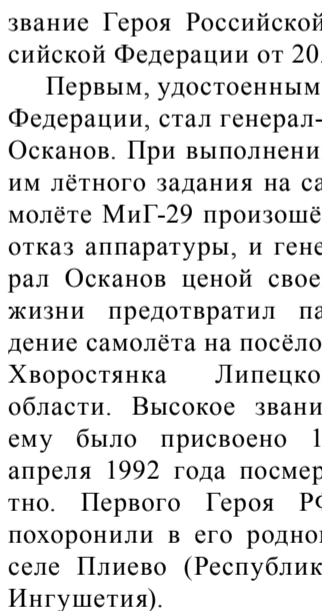 звание Героя Российской
сийской Федерации от 20.
Первым, удостоенным
Федерации, стал генерал-
Осканов. При выполнени
им лётного задания на са
молёте МиГ-29 произошё
отказ аппаратуры, и гене
рал Осканов ценой свое
жизни предотвратил па
дение самолёта на посёло
Хворостянка Липецко
области. Высокое звани
ему было присвоено 1
апреля 1992 года посмер
тно. Первого Героя РФ
похоронили в его родно
селе Плиево (Республик
Ингушетия).